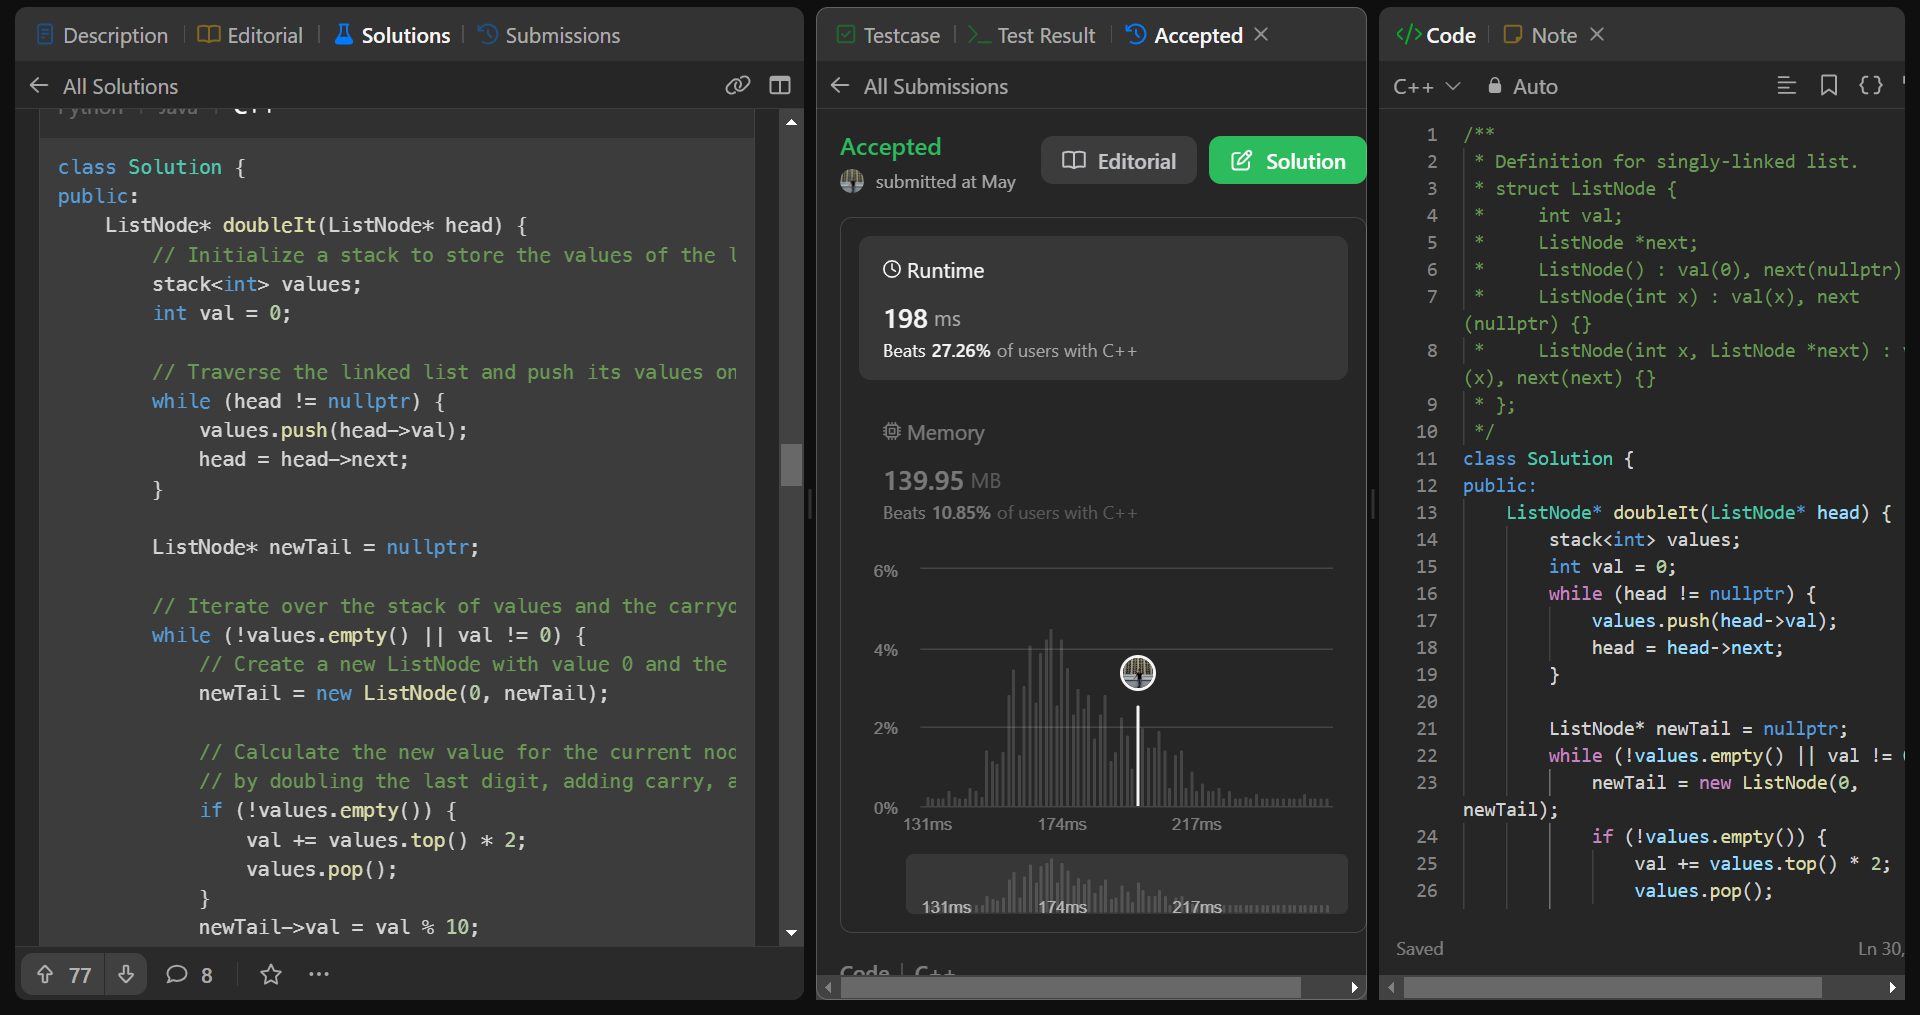 Description
Editorial
Solutions
Submissions
All Solutions
Python
Java
C++
class Solution {
public:
    ListNode* doubleIt(ListNode* head) {
        // Initialize a stack to store the values of the l
        stack<int> values;
        int val = 0;
        // Traverse the linked list and push its values on
        while (head != nullptr) {
            values.push(head->val);
            head = head->next;
        }
        ListNode* newTail = nullptr;
        // Iterate over the stack of values and the caryo
        while (!values.empty() || val != 0) {
            // Create a new ListNode with value 0 and the
            newTail = new ListNode(0, newTail);
            // Calculate the new value for the current nod
            // by doubling the last digit, adding carry, a
            if (!values.empty()) {
                val += values.top() * 2;
                values.pop();
            }
            newTail->val = val % 10;
77
8
Testcase
Test Result
Accepted
All Submissions
Accepted
submitted at May
Editorial
Solution
Runtime
198 ms
Beats 27.26% of users with C++
Memory
139.95 MB
Beats 10.85% of users with C++
6%
4%
2%
0%
131ms 174ms 217ms
131ms 174ms 217ms
Code | C++
Code
Note
C++
Auto
1 /**
2  * Definition for singly-linked list.
3  * struct ListNode {
4  *     int val;
5  *     ListNode *next;
6  *     ListNode() : val(0), next(nullptr)
7  *     ListNode(int x) : val(x), next
(nullptr) {}
8  *     ListNode(int x, ListNode *next) :
(x), next(next) {}
9  * };
10  */
11 class Solution {
12 public:
13     ListNode* doubleIt(ListNode* head) {
14         stack<int> values;
15         int val = 0;
16         while (head != nullptr) {
17             values.push(head->val);
18             head = head->next;
19         }
20
21         ListNode* newTail = nullptr;
22         while (!values.empty() || val !=
23             newTail = new ListNode(0,
newTail);
24             if (!values.empty()) {
25                 val += values.top() * 2;
26                 values.pop();
Saved
Ln 30,